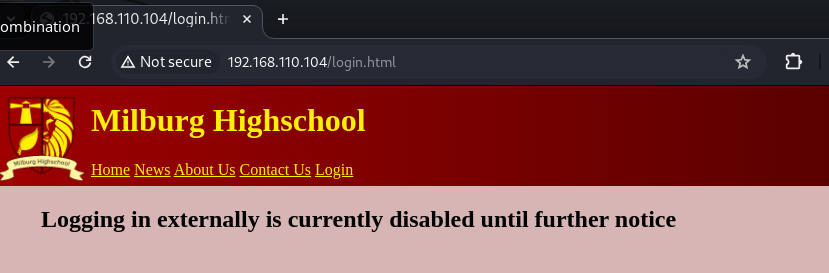 192.168.110.104/login.htm
ombination
Not secure 192.168.110.104/login.html
Milburg Highschool
Milburg Highschool
Home News About Us Contact Us Login
Logging in externally is currently disabled until further notice